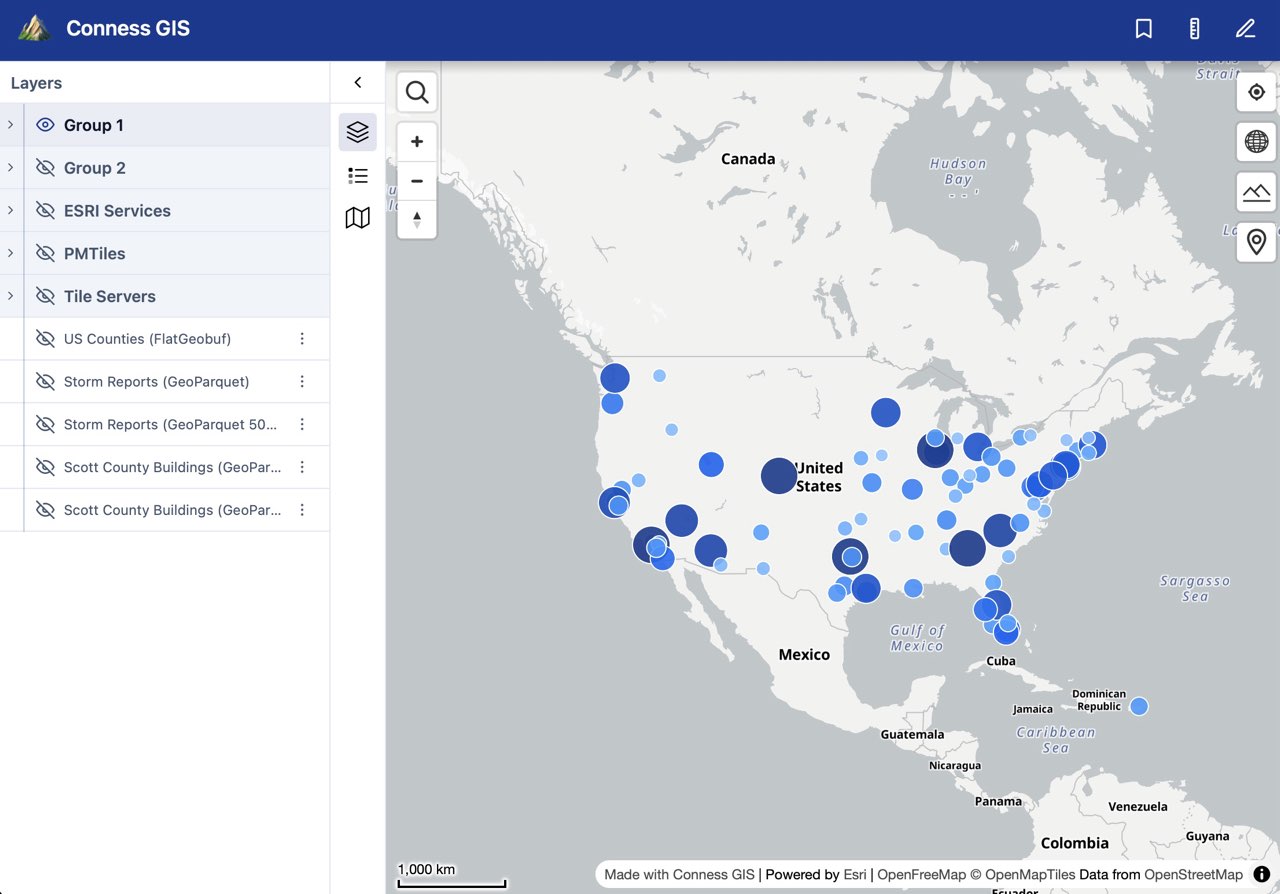 Conness GIS
Layers
Group 1
Group 2
ESRI Services
PMTiles
Tile Servers
US Counties (FlatGeobuf)
Storm Reports (GeoParquet)
Storm Reports (GeoParquet 50...
Scott County Buildings (GeoPar...
Scott County Buildings (GeoPar...
Strait
Canada
Hudson
Bay
United
States
Sargasso
Sea
Gulf of
Mexico
Mexico
Cuba
Dominican
Republic
Jamaica
Caribbean
Sea
Guatemala
Nicaragua
Panama
Venezuela
Guyana
Colombia
1,000 km
Made with Conness GIS | Powered by Esri | OpenFreeMap © OpenMapTiles Data from OpenStreetMap